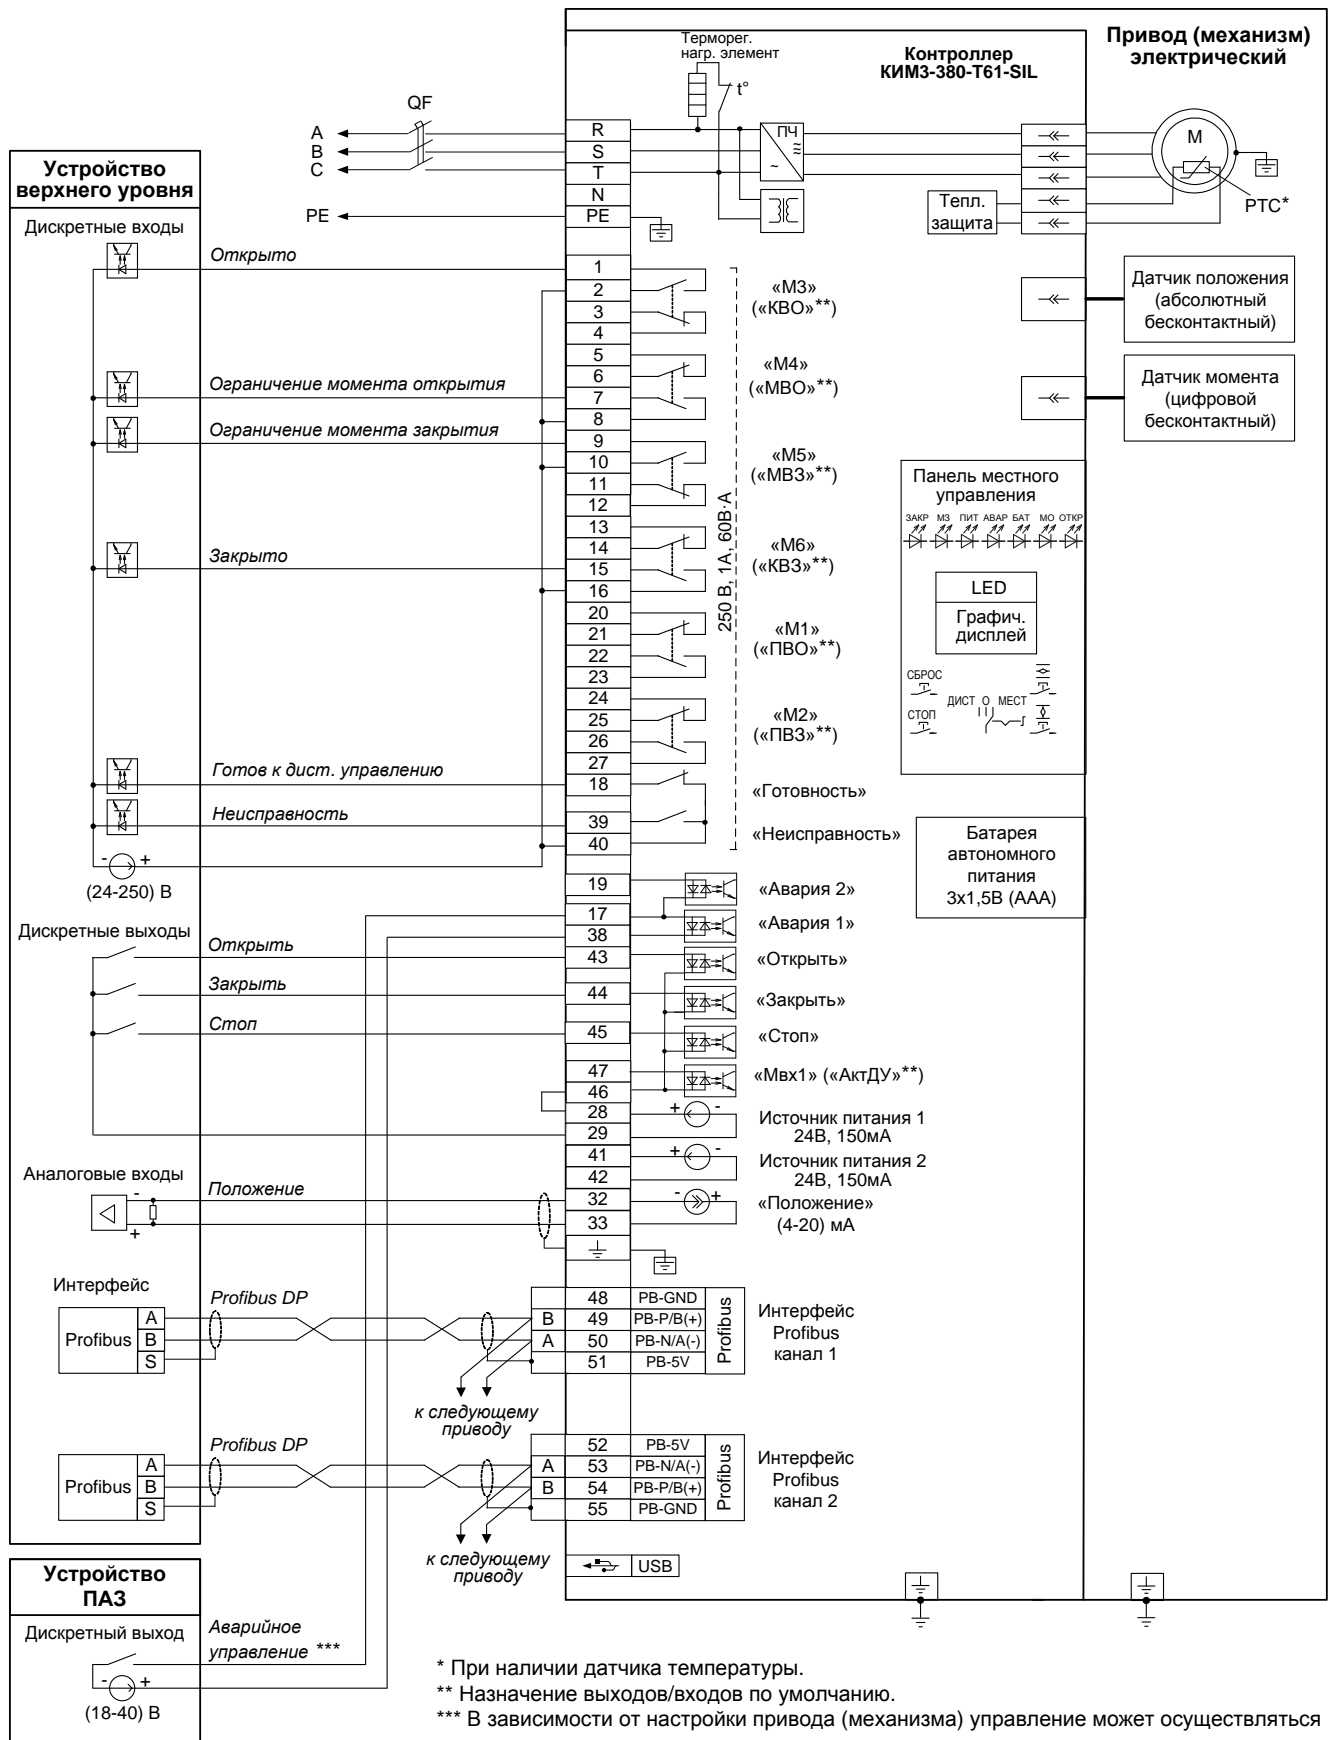 Привод (механизм)
электрический
Контроллер
КИМ3-380-Т61-SIL
Терморег.
нагр. элемент
t°
QF
A
B
C
PE
R
S
T
N
PE
ПЧ
≈
~
M
PTC*
Тепл.
защита
Устройство
верхнего уровня
Дискретные входы
Открыто
Ограничение момента открытия
Ограничение момента закрытия
Закрыто
Готов к дист. управлению
Неисправность
- +
(24-250) В
1
2
3
4
5
6
7
8
9
10
11
12
13
14
15
16
20
21
22
23
24
25
26
27
18
39
40
«М3»
(«КВО»**)
«М4»
(«МВО»**)
«М5»
(«МВЗ»**)
«М6»
(«КВЗ»**)
«М1»
(«ПВО»**)
«М2»
(«ПВЗ»**)
«Готовность»
«Неисправность»
250 В, 1А, 60В·А
Датчик положения
(абсолютный
бесконтактный)
Датчик момента
(цифровой
бесконтактный)
Панель местного
управления
ЗАКР МЗ ПИТ АВАР БАТ МО ОТКР
LED
Графич.
дисплей
СБРОС
СТОП
ДИСТ О МЕСТ
Батарея
автономного
питания
3х1,5В (ААА)
19
17
38
43
44
45
47
46
28
29
41
42
32
33
«Авария 2»
«Авария 1»
«Открыть»
«Закрыть»
«Стоп»
«Мвх1» («АктДУ»**)
+ -
Источник питания 1
24В, 150мА
+ -
Источник питания 2
24В, 150мА
- +
«Положение»
(4-20) мА
Дискретные выходы
Открыть
Закрыть
Стоп
Аналоговые входы
Положение
-
+
Интерфейс
Profibus
A
B
S
Profibus DP
B
A
48 PB-GND
49 PB-P/B(+)
50 PB-N/A(-)
51 PB-5V
Profibus
Интерфейс
Profibus
канал 1
к следующему
приводу
Profibus
A
B
S
Profibus DP
A
B
52 PB-5V
53 PB-N/A(-)
54 PB-P/B(+)
55 PB-GND
Profibus
Интерфейс
Profibus
канал 2
к следующему
приводу
USB
Устройство
ПАЗ
Дискретный выход
Аварийное
управление ***
- +
(18-40) В
* При наличии датчика температуры.
** Назначение выходов/входов по умолчанию.
*** В зависимости от настройки привода (механизма) управление может осуществляться